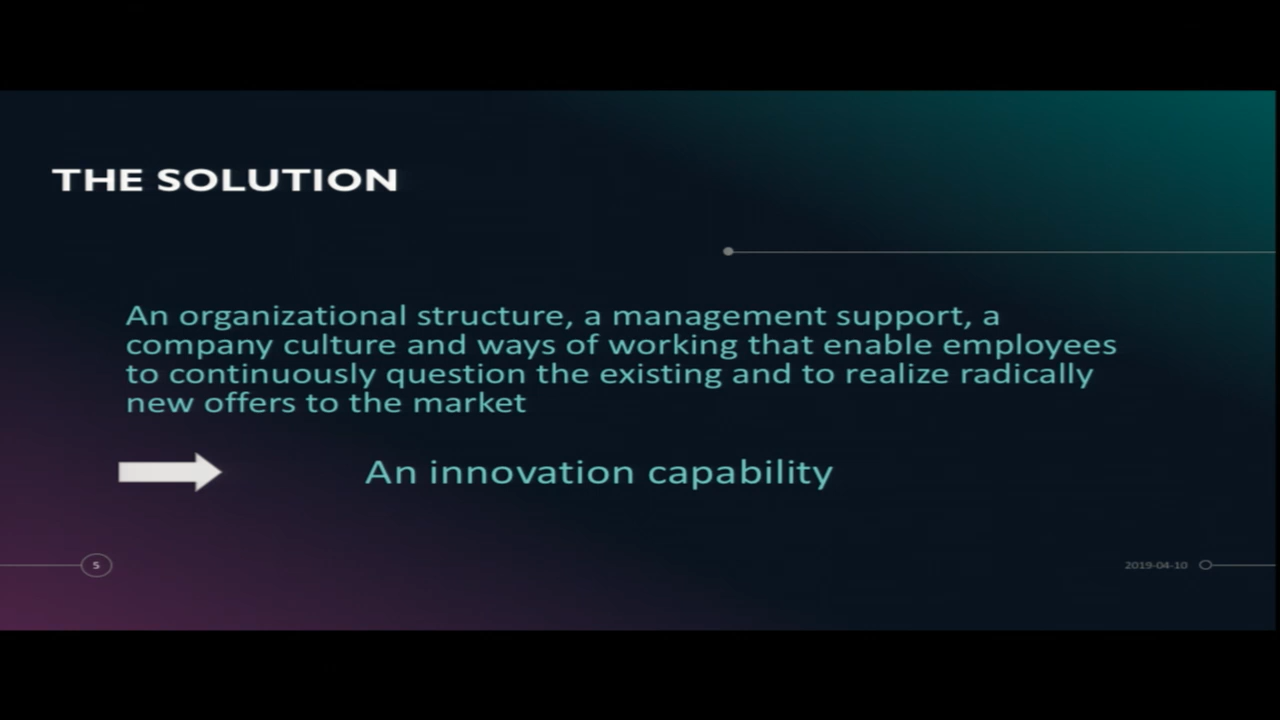 THE SOLUTION
An organizational structure, a management support, a
company culture and ways of working that enable employees
to continuously question the existing and to realize radically
new offers to the market
An innovation capability
5
2019-04-10